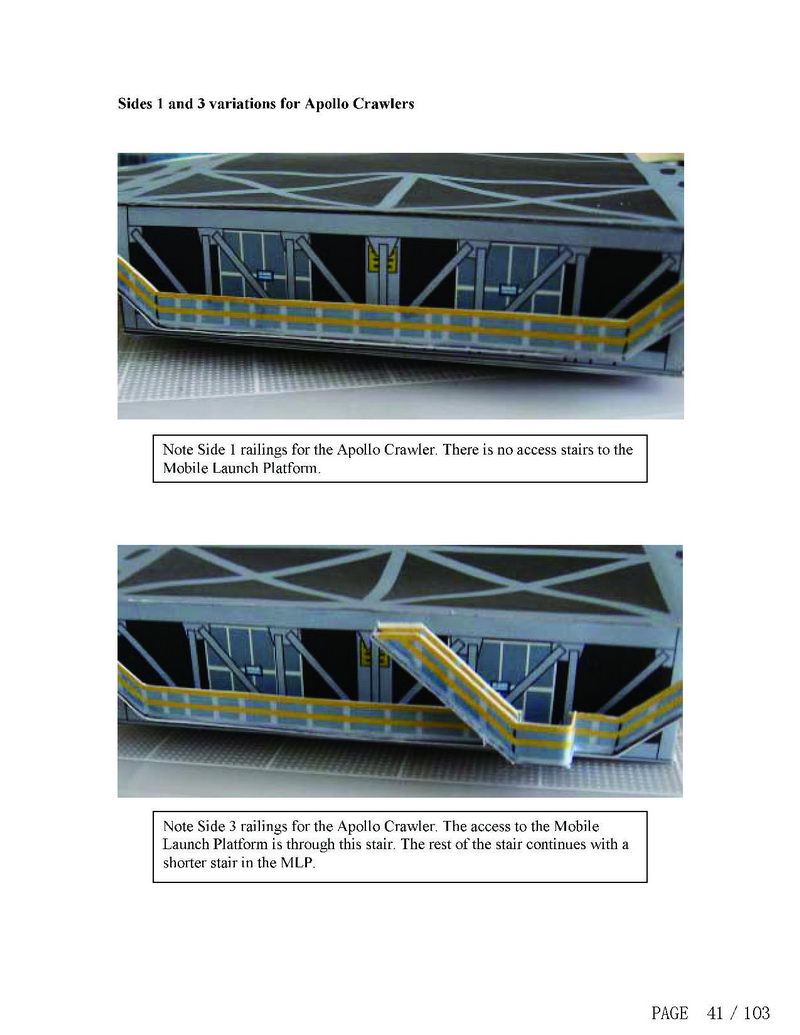 Sides 1 and 3 variations for Apollo Crawlers
Note Side 1 railings for the Apollo Crawler. There is no access stairs to the
Mobile Launch Platform.
Note Side 3 railings for the Apollo Crawler. The access to the Mobile
Launch Platform is through this stair. The rest of the stair continues with a
shorter stair in the MLP.
PAGE 41 / 103